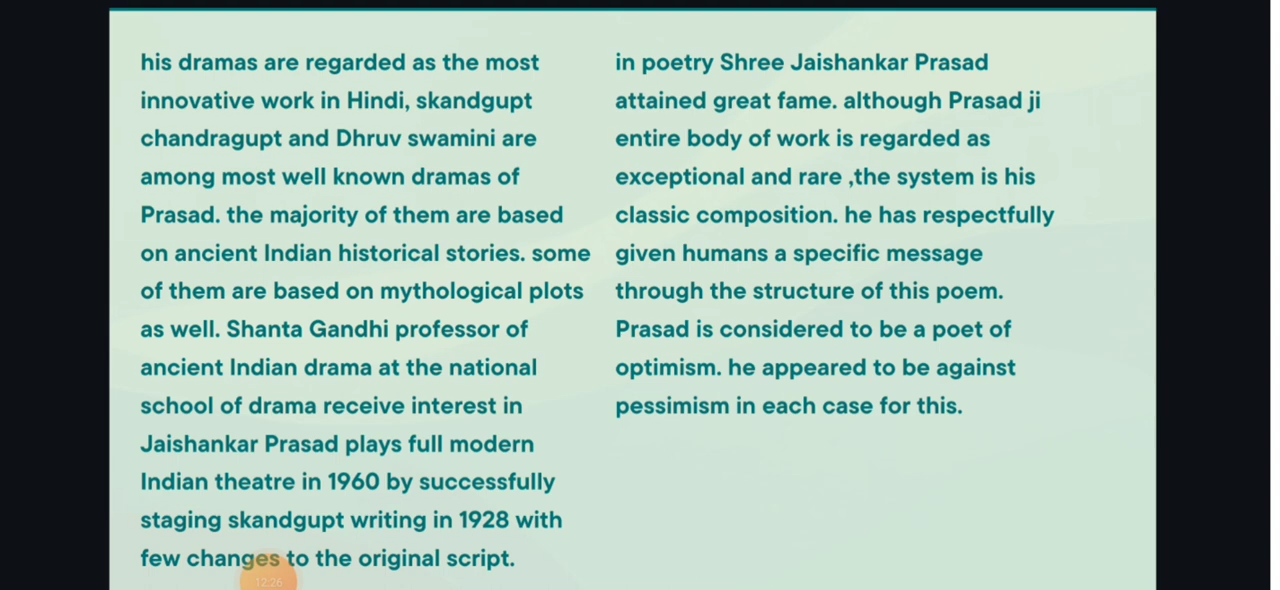 his dramas are regarded as the most
innovative work in Hindi, skandgupt
chandragupt and Dhruv swamini are
among most well known dramas of
Prasad. the majority of them are based
on ancient Indian historical stories. some
of them are based on mythological plots
as well. Shanta Gandhi professor of
ancient Indian drama at the national
school of drama receive interest in
Jaishankar Prasad plays full modern
Indian theatre in 1960 by successfully
staging skandgupt writing in 1928 with
few changes to the original script.
in poetry Shree Jaishankar Prasad
attained great fame. although Prasad ji
entire body of work is regarded as
exceptional and rare ,the system is his
classic composition. he has respectfully
given humans a specific message
through the structure of this poem.
Prasad is considered to be a poet of
optimism. he appeared to be against
pessimism in each case for this.
12:26